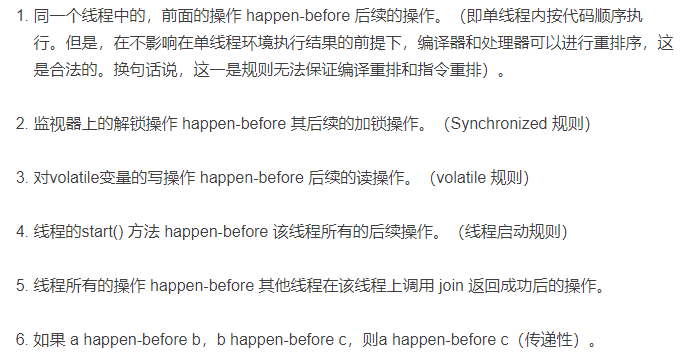 1. 同一个线程中的，前面的操作 happen-before 后续的操作。（即单线程内按代码顺序执
行。但是，在不影响在单线程环境执行结果的前提下，编译器和处理器可以进行重排序，这
是合法的。换句话说，这一是规则无法保证编译重排和指令重排）。
2. 监视器上的解锁操作 happen-before 其后续的加锁操作。（Synchronized 规则）
3. 对volatile变量的写操作 happen-before 后续的读操作。（volatile 规则）
4. 线程的start() 方法 happen-before 该线程所有的后续操作。（线程启动规则）
5. 线程所有的操作 happen-before 其他线程在该线程上调用 join 返回成功后的操作。
6. 如果 a happen-before b，b happen-before c，则a happen-before c（传递性）。